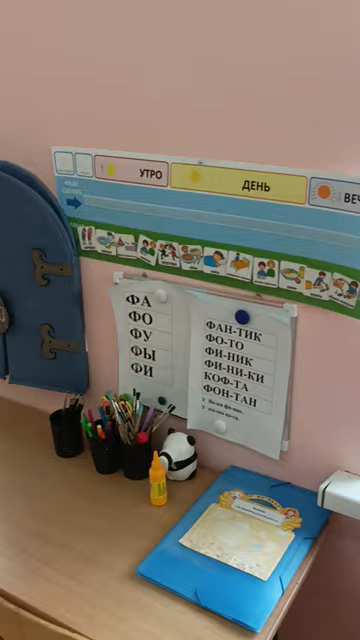 УТРО
ДЕНЬ
ВЕЧ
ФА
ФО
ФУ
ФЫ
ФИ
ФАН-ТИК
ФО-ТО
ФИ-НИК
ФИ-НИ-КИ
КОФ-ТА
ФОН-ТАН